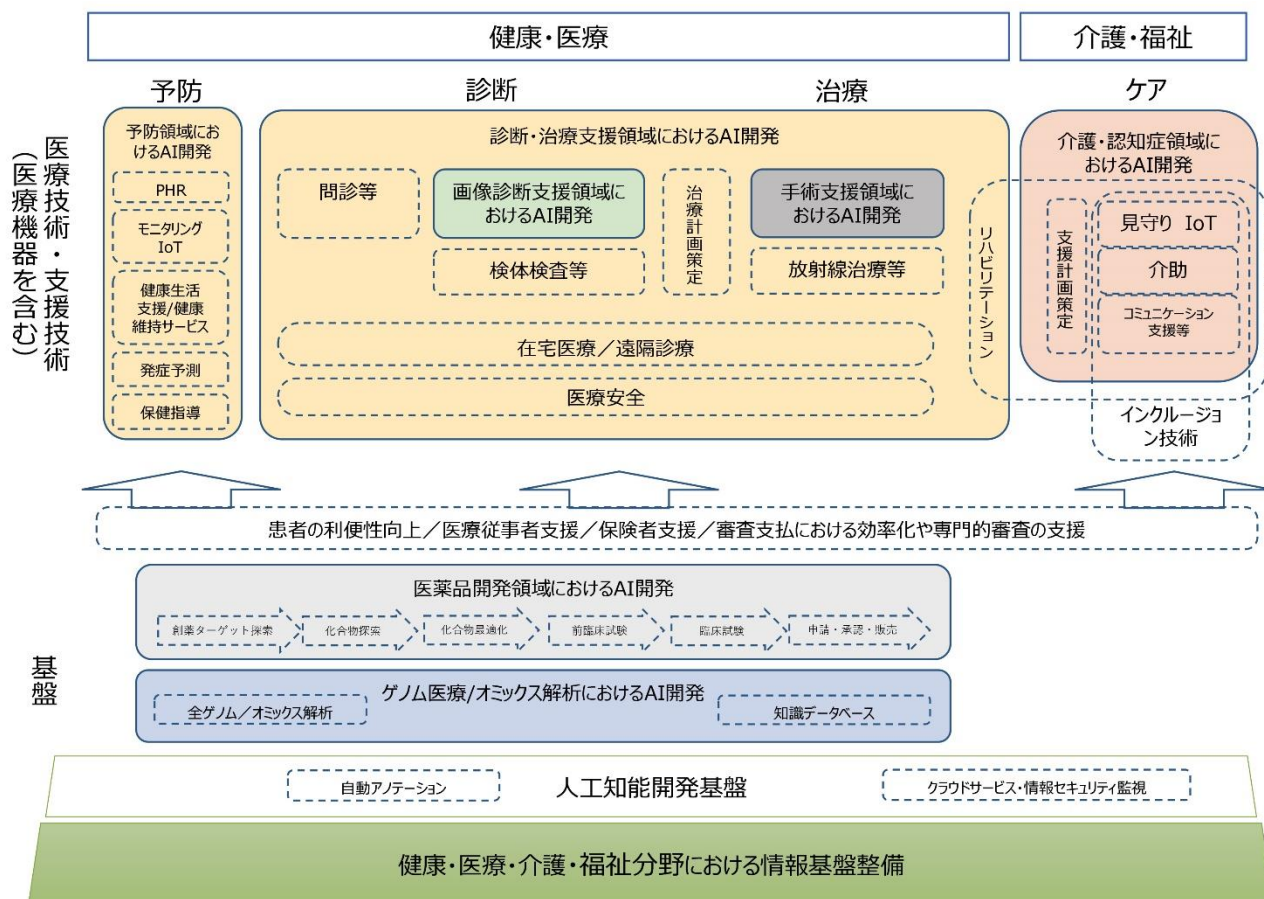 健康・医療
介護・福祉
予防
診断
治療
ケア
医療技術・支援技術
(医療機器を含む)
予防領域にお
けるAI開発
PHR
モニタリング
IoT
健康生活
支援/健康
維持サービス
発症予測
保健指導
診断・治療支援領域におけるAI開発
問診等
画像診断支援領域に
おけるAI開発
検体検査等
治療計画策定
手術支援領域に
おけるAI開発
放射線治療等
在宅医療／遠隔診療
医療安全
リハビリテーション
介護・認知症領域に
おけるAI開発
支援計画策定
見守り IoT
介助
コミュニケーション
支援等
インクルージョ
ン技術
患者の利便性向上／医療従事者支援／保険者支援／審査支払における効率化や専門的審査の支援
基盤
医薬品開発領域におけるAI開発
創薬ターゲット探索
化合物探索
化合物最適化
前臨床試験
臨床試験
申請・承認・販売
ゲノム医療/オミックス解析におけるAI開発
全ゲノム／オミックス解析
知識データベース
人工知能開発基盤
自動アノテーション
クラウドサービス・情報セキュリティ監視
健康・医療・介護・福祉分野における情報基盤整備